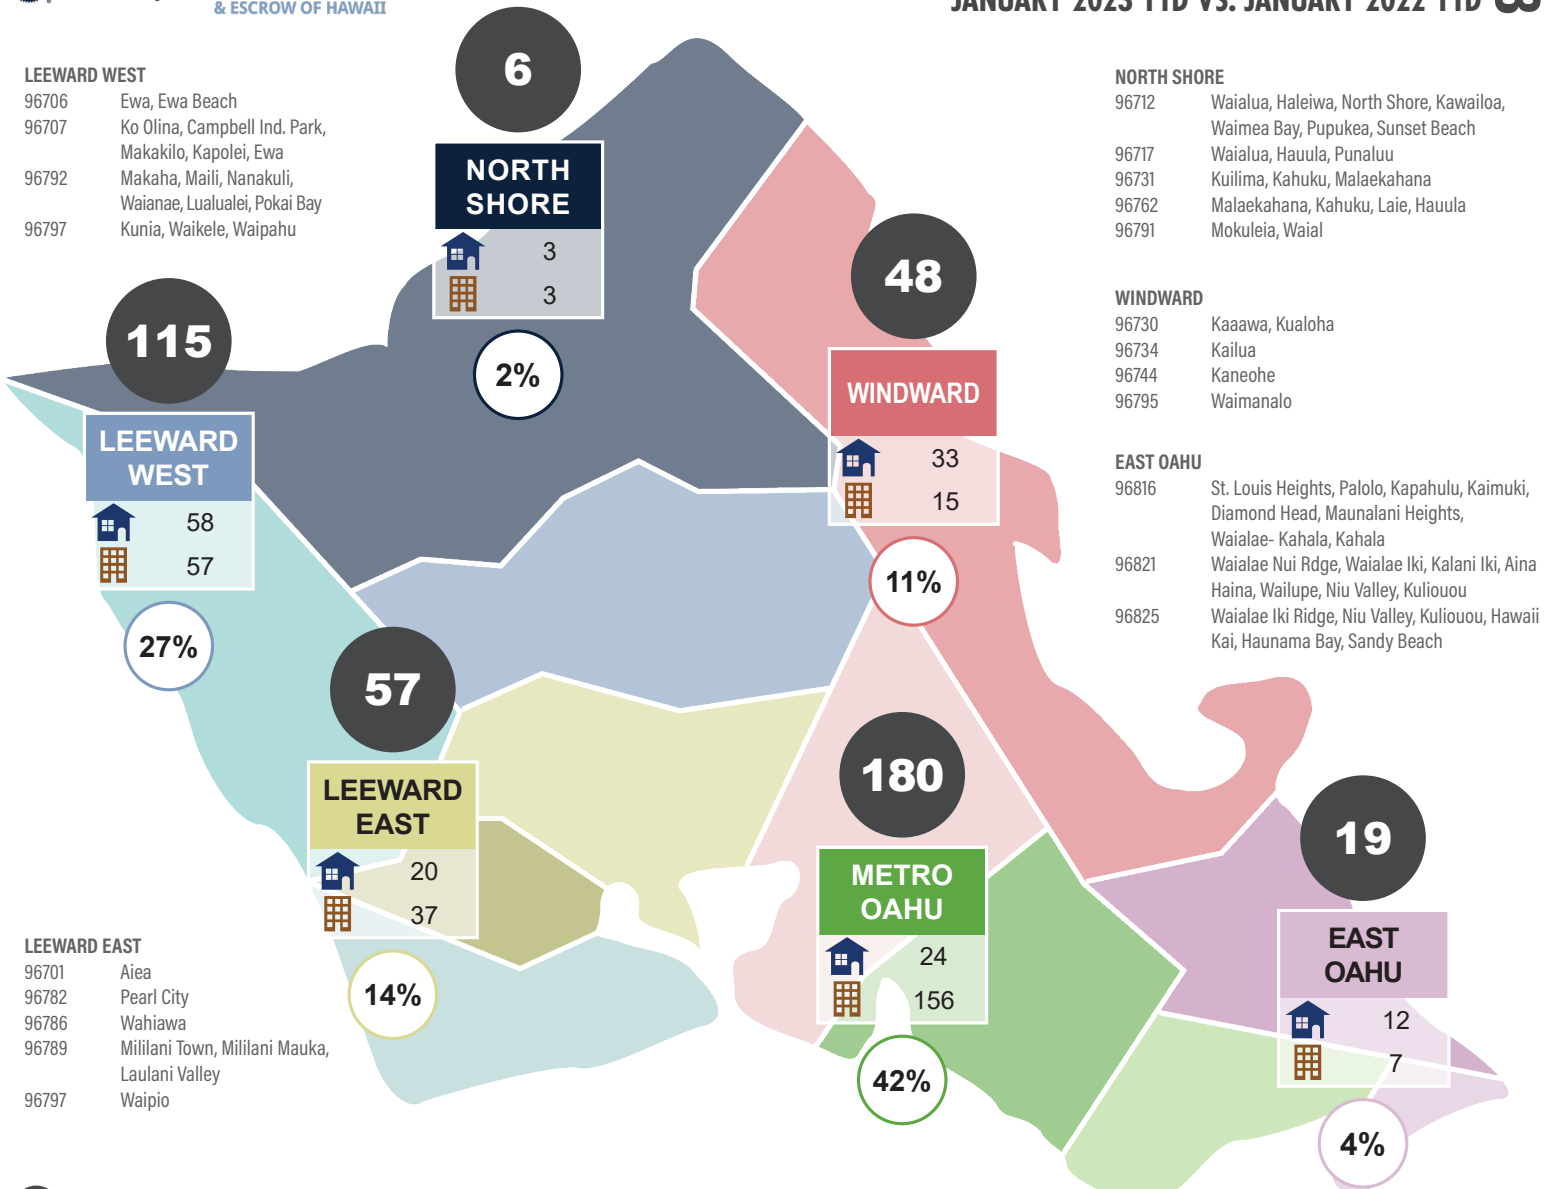 & ESCROW OF HAWAII
JANUARY 2023 YTD VS. JANUARY 2022 YTD
LEEWARD WEST
96706 Ewa, Ewa Beach
96707 Ko Olina, Campbell Ind. Park,
Makakilo, Kapolei, Ewa
96792 Makaha, Maili, Nanakuli,
Waianae, Lualualei, Pokai Bay
96797 Kunia, Waikele, Waipahu
NORTH SHORE
96712 Waialua, Haleiwa, North Shore, Kawailoa,
Waimea Bay, Pupukea, Sunset Beach
96717 Waialua, Hauula, Punaluu
96731 Kuilima, Kahuku, Malaekahana
96762 Malaekahana, Kahuku, Laie, Hauula
96791 Mokuleia, Waial
WINDWARD
96730 Kaaawa, Kualoha
96734 Kailua
96744 Kaneohe
96795 Waimanalo
EAST OAHU
96816 St. Louis Heights, Palolo, Kapahulu, Kaimuki,
Diamond Head, Maunalani Heights,
Waialae- Kahala, Kahala
96821 Waialae Nui Rdge, Waialae Iki, Kalani Iki, Aina
Haina, Wailupe, Niu Valley, Kuliouou
96825 Waialae Iki Ridge, Niu Valley, Kuliouou, Hawaii
Kai, Haunama Bay, Sandy Beach
6
NORTH
SHORE
3
3
2%
48
WINDWARD
33
15
11%
115
LEEWARD
WEST
58
57
27%
57
LEEWARD
EAST
20
37
14%
180
METRO
OAHU
24
156
42%
19
EAST
OAHU
12
7
4%
LEEWARD EAST
96701 Aiea
96782 Pearl City
96786 Wahiawa
96789 Mililani Town, Mililani Mauka,
Laulani Valley
96797 Waipio